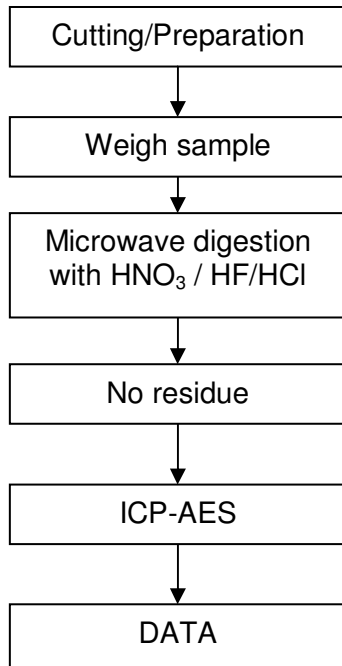 Cutting/Preparation
Weigh sample
Microwave digestion
with HNO₃ / HF/HCl
No residue
ICP-AES
DATA